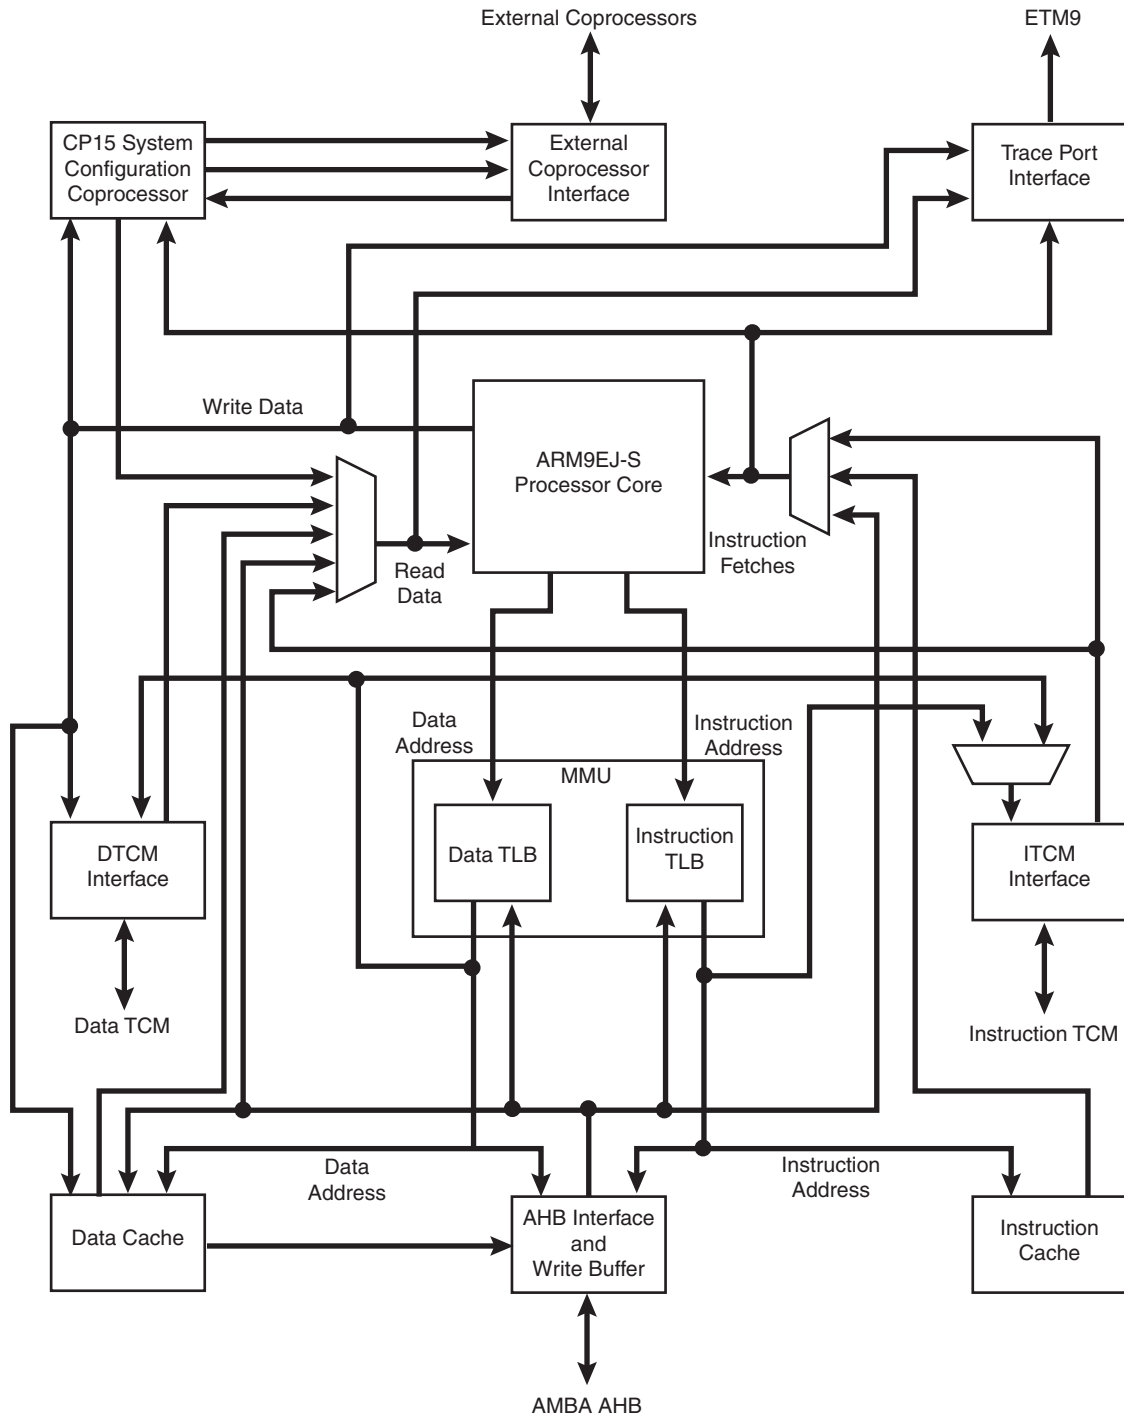 External Coprocessors
ETM9
CP15 System
Configuration
Coprocessor
External
Coprocessor
Interface
Trace Port
Interface
Write Data
ARM9EJ-S
Processor Core
Instruction
Fetches
Read
Data
Data
Address
Instruction
Address
MMU
DTCM
Interface
Data TLB
Instruction
TLB
ITCM
Interface
Data TCM
Instruction TCM
Data
Address
Instruction
Address
Data Cache
AHB Interface
and
Write Buffer
Instruction
Cache
AMBA AHB